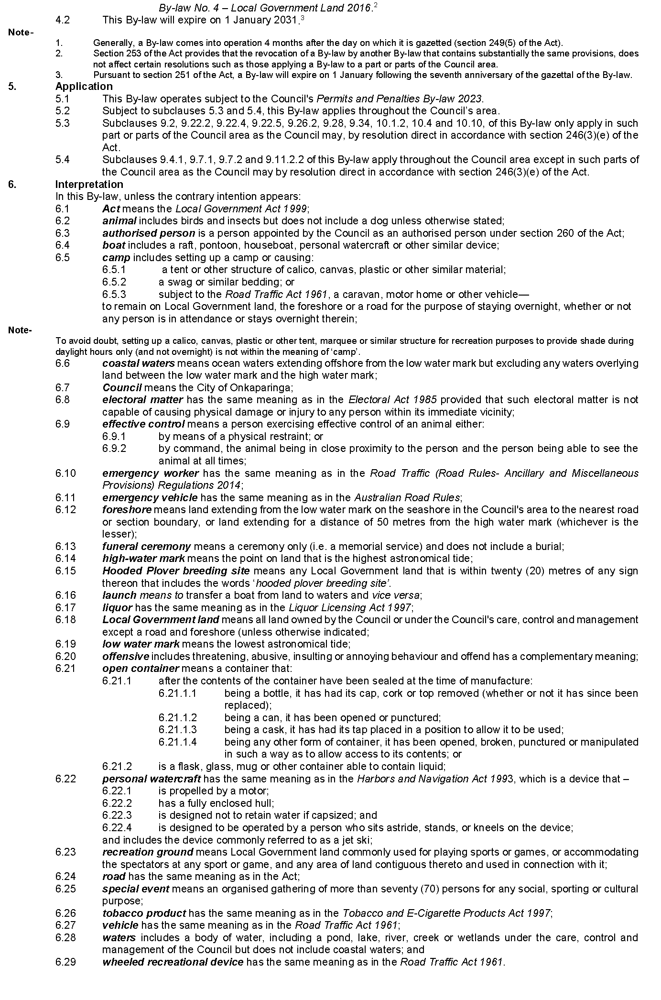 By-law No. 4 – Local Government Land 2016.2
4.2 This By-law will expire on 1 January 2031.3
Note-
1. Generally, a By-law comes into operation 4 months after the day on which it is gazetted (section 249(5) of the Act).
2. Section 253 of the Act provides that the revocation of a By-law by another By-law that contains substantially the same provisions, does
not affect certain resolutions such as those applying a By-law to a part or parts of the Council area.
3. Pursuant to section 251 of the Act, a By-law will expire on 1 January following the seventh anniversary of the gazettal of the By-law.
5. Application
5.1 This By-law operates subject to the Council's Permits and Penalties By-law 2023.
5.2 Subject to subclauses 5.3 and 5.4, this By-law applies throughout the Council’s area.
5.3 Subclauses 9.2, 9.22.2, 9.22.4, 9.22.5, 9.26.2, 9.28, 9.34, 10.1.2, 10.4 and 10.10, of this By-law only apply in such
part or parts of the Council area as the Council may, by resolution direct in accordance with section 246(3)(e) of the
Act.
5.4 Subclauses 9.4.1, 9.7.1, 9.7.2 and 9.11.2.2 of this By-law apply throughout the Council area except in such parts of
the Council area as the Council may by resolution direct in accordance with section 246(3)(e) of the Act.
6. Interpretation
In this By-law, unless the contrary intention appears:
6.1 Act means the Local Government Act 1999;
6.2 animal includes birds and insects but does not include a dog unless otherwise stated;
6.3 authorised person is a person appointed by the Council as an authorised person under section 260 of the Act;
6.4 boat includes a raft, pontoon, houseboat, personal watercraft or other similar device;
6.5 camp includes setting up a camp or causing:
6.5.1 a tent or other structure of calico, canvas, plastic or other similar material;
6.5.2 a swag or similar bedding; or
6.5.3 subject to the Road Traffic Act 1961, a caravan, motor home or other vehicle—
to remain on Local Government land, the foreshore or a road for the purpose of staying overnight, whether or not
any person is in attendance or stays overnight therein;
Note-
To avoid doubt, setting up a calico, canvas, plastic or other tent, marquee or similar structure for recreation purposes to provide shade during
daylight hours only (and not overnight) is not within the meaning of ‘camp’.
6.6 coastal waters means ocean waters extending offshore from the low water mark but excluding any waters overlying
land between the low water mark and the high water mark;
6.7 Council means the City of Onkaparinga;
6.8 electoral matter has the same meaning as in the Electoral Act 1985 provided that such electoral matter is not
capable of causing physical damage or injury to any person within its immediate vicinity;
6.9 effective control means a person exercising effective control of an animal either:
6.9.1 by means of a physical restraint; or
6.9.2 by command, the animal being in close proximity to the person and the person being able to see the
animal at all times;
6.10 emergency worker has the same meaning as in the Road Traffic (Road Rules- Ancillary and Miscellaneous
Provisions) Regulations 2014;
6.11 emergency vehicle has the same meaning as in the Australian Road Rules;
6.12 foreshore means land extending from the low water mark on the seashore in the Council's area to the nearest road
or section boundary, or land extending for a distance of 50 metres from the high water mark (whichever is the
lesser);
6.13 funeral ceremony means a ceremony only (i.e. a memorial service) and does not include a burial;
6.14 high-water mark means the point on land that is the highest astronomical tide;
6.15 Hooded Plover breeding site means any Local Government land that is within twenty (20) metres of any sign
thereon that includes the words ‘hooded plover breeding site’.
6.16 launch means to transfer a boat from land to waters and vice versa;
6.17 liquor has the same meaning as in the Liquor Licensing Act 1997;
6.18 Local Government land means all land owned by the Council or under the Council's care, control and management
except a road and foreshore (unless otherwise indicated;
6.19 low water mark means the lowest astronomical tide;
6.20 offensive includes threatening, abusive, insulting or annoying behaviour and offend has a complementary meaning;
6.21 open container means a container that:
6.21.1 after the contents of the container have been sealed at the time of manufacture:
6.21.1.1 being a bottle, it has had its cap, cork or top removed (whether or not it has since been
replaced);
6.21.1.2 being a can, it has been opened or punctured;
6.21.1.3 being a cask, it has had its tap placed in a position to allow it to be used;
6.21.1.4 being any other form of container, it has been opened, broken, punctured or manipulated
in such a way as to allow access to its contents; or
6.21.2 is a flask, glass, mug or other container able to contain liquid;
6.22 personal watercraft has the same meaning as in the Harbors and Navigation Act 1993, which is a device that –
6.22.1 is propelled by a motor;
6.22.2 has a fully enclosed hull;
6.22.3 is designed not to retain water if capsized; and
6.22.4 is designed to be operated by a person who sits astride, stands, or kneels on the device;
and includes the device commonly referred to as a jet ski;
6.23 recreation ground means Local Government land commonly used for playing sports or games, or accommodating
the spectators at any sport or game, and any area of land contiguous thereto and used in connection with it;
6.24 road has the same meaning as in the Act;
6.25 special event means an organised gathering of more than seventy (70) persons for any social, sporting or cultural
purpose;
6.26 tobacco product has the same meaning as in the Tobacco and E-Cigarette Products Act 1997;
6.27 vehicle has the same meaning as in the Road Traffic Act 1961;
6.28 waters includes a body of water, including a pond, lake, river, creek or wetlands under the care, control and
management of the Council but does not include coastal waters; and
6.29 wheeled recreational device has the same meaning as in the Road Traffic Act 1961.